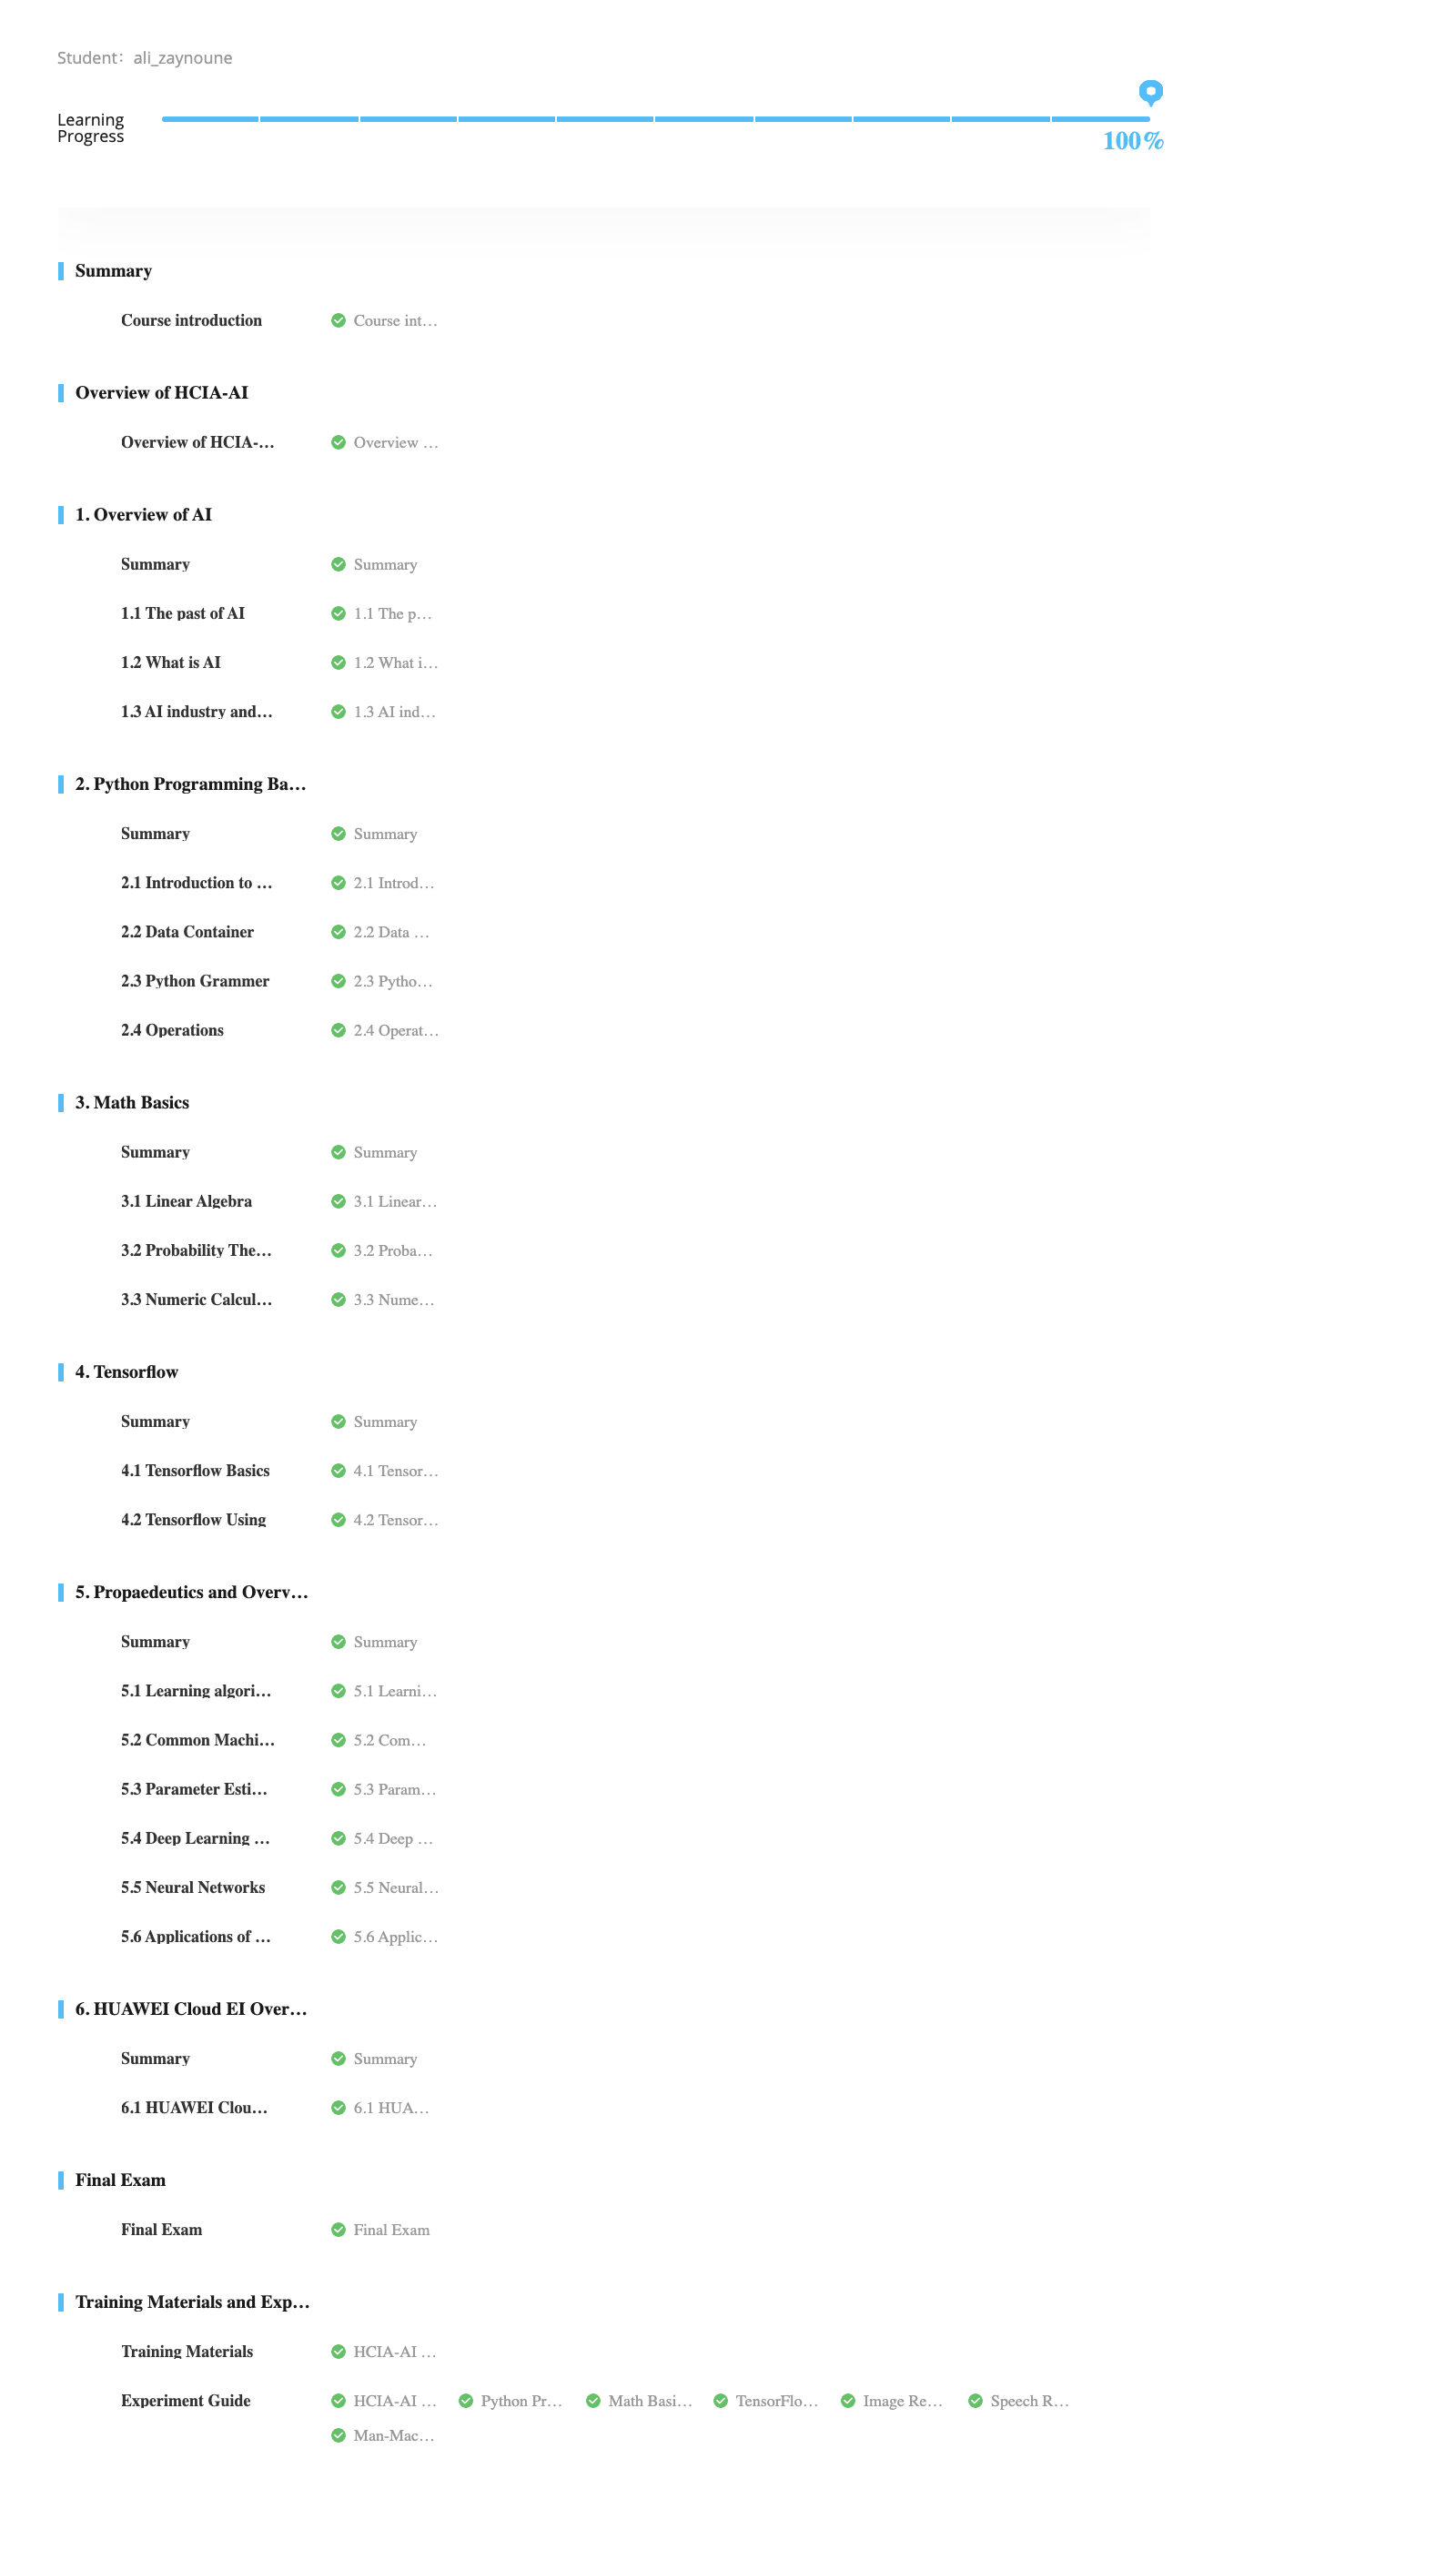 Student：ali_zaynoune
Learning
Progress
100%
Summary
Course introduction Course int…
Overview of HCIA-AI
Overview of HCIA-… Overview …
1. Overview of AI
Summary Summary
1.1 The past of AI 1.1 The p…
1.2 What is AI 1.2 What i…
1.3 AI industry and… 1.3 AI ind…
2. Python Programming Ba…
Summary Summary
2.1 Introduction to … 2.1 Introd…
2.2 Data Container 2.2 Data …
2.3 Python Grammer 2.3 Pytho…
2.4 Operations 2.4 Operat…
3. Math Basics
Summary Summary
3.1 Linear Algebra 3.1 Linear…
3.2 Probability The… 3.2 Proba…
3.3 Numeric Calcul… 3.3 Nume…
4. Tensorflow
Summary Summary
4.1 Tensorflow Basics 4.1 Tensor…
4.2 Tensorflow Using 4.2 Tensor…
5. Propaedeutics and Overv…
Summary Summary
5.1 Learning algori… 5.1 Learni…
5.2 Common Machi… 5.2 Com…
5.3 Parameter Esti… 5.3 Param…
5.4 Deep Learning … 5.4 Deep …
5.5 Neural Networks 5.5 Neural…
5.6 Applications of … 5.6 Applic…
6. HUAWEI Cloud EI Over…
Summary Summary
6.1 HUAWEI Clou… 6.1 HUA…
Final Exam
Final Exam Final Exam
Training Materials and Exp…
Training Materials HCIA-AI …
Experiment Guide HCIA-AI … Python Pr… Math Basi… TensorFlo… Image Re… Speech R…
Man-Mac…